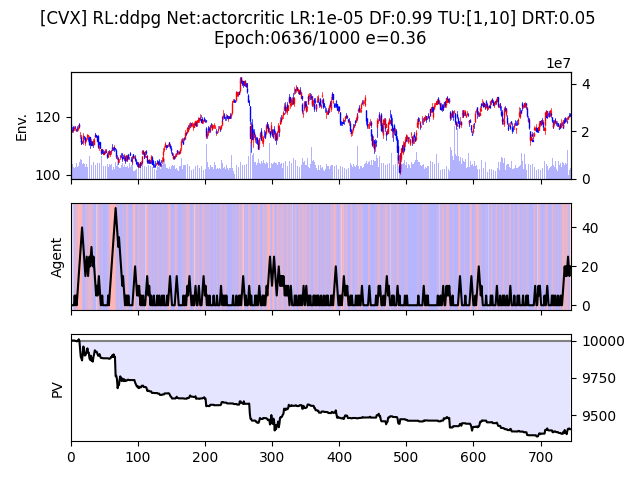 [CVX] RL:ddpg Net:actorcritic LR:1e-05 DF:0.99 TU:[1,10] DRT:0.05
Epoch:0636/1000 e=0.36
1e7
Env.
120
100
4
2
0
Agent
40
20
0
PV
10000
9750
9500
0 100 200 300 400 500 600 700